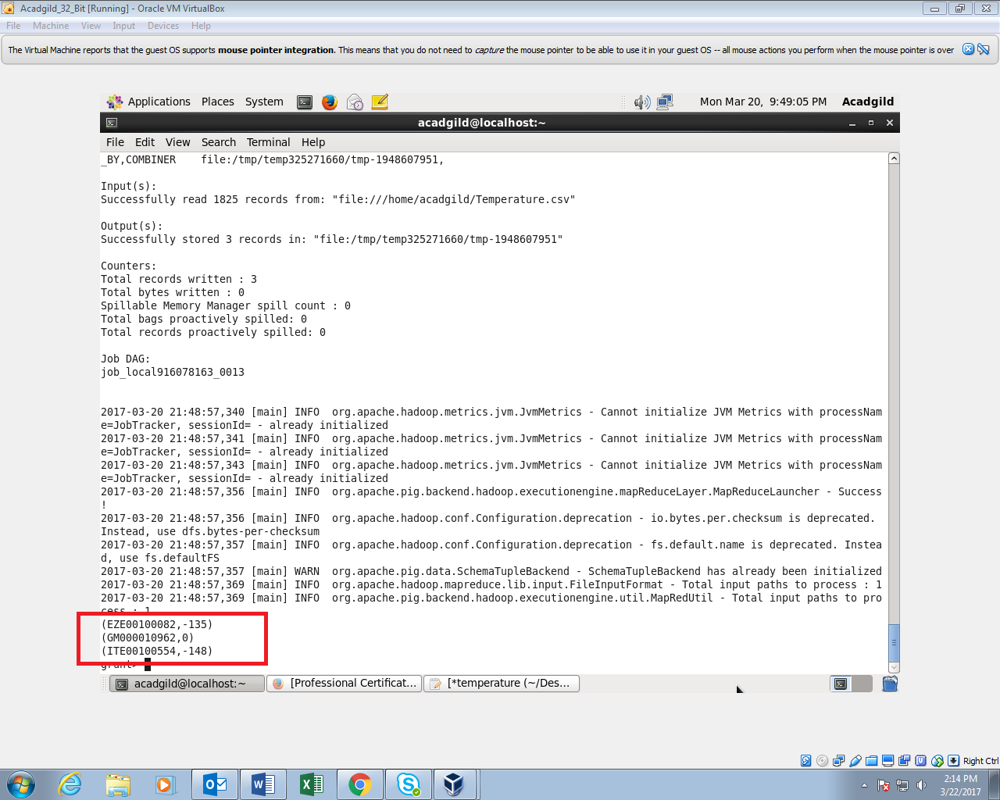 Acadgild_32_Bit [Running] - Oracle VM VirtualBox
File Machine View Input Devices Help
The Virtual Machine reports that the guest OS supports mouse pointer integration. This means that you do not need to capture the mouse pointer to be able to use it in your guest OS -- all mouse actions you perform when the mouse pointer is over
Applications Places System Mon Mar 20, 9:49:05 PM Acadgild
acadgild@localhost:~
File Edit View Search Terminal Help
_BY,COMBINER    file:/tmp/temp325271660/tmp-1948607951,
Input(s):
Successfully read 1825 records from: "file:///home/acadgild/Temperature.csv"
Output(s):
Successfully stored 3 records in: "file:/tmp/temp325271660/tmp-1948607951"
Counters:
Total records written : 3
Total bytes written : 0
Spillable Memory Manager spill count : 0
Total bags proactively spilled: 0
Total records proactively spilled: 0
Job DAG:
job_local916078163_0013
2017-03-20 21:48:57,340 [main] INFO  org.apache.hadoop.metrics.jvm.JvmMetrics - Cannot initialize JVM Metrics with processNam
e=JobTracker, sessionId= - already initialized
2017-03-20 21:48:57,341 [main] INFO  org.apache.hadoop.metrics.jvm.JvmMetrics - Cannot initialize JVM Metrics with processNam
e=JobTracker, sessionId= - already initialized
2017-03-20 21:48:57,343 [main] INFO  org.apache.hadoop.metrics.jvm.JvmMetrics - Cannot initialize JVM Metrics with processNam
e=JobTracker, sessionId= - already initialized
2017-03-20 21:48:57,356 [main] INFO  org.apache.pig.backend.hadoop.executionengine.mapReduceLayer.MapReduceLauncher - Success
!
2017-03-20 21:48:57,356 [main] INFO  org.apache.hadoop.conf.Configuration.deprecation - io.bytes.per.checksum is deprecated.
Instead, use dfs.bytes-per-checksum
2017-03-20 21:48:57,357 [main] INFO  org.apache.hadoop.conf.Configuration.deprecation - fs.default.name is deprecated. Instea
d, use fs.defaultFS
2017-03-20 21:48:57,357 [main] WARN  org.apache.pig.data.SchemaTupleBackend - SchemaTupleBackend has already been initialized
2017-03-20 21:48:57,369 [main] INFO  org.apache.hadoop.mapreduce.lib.input.FileInputFormat - Total input paths to process : 1
2017-03-20 21:48:57,369 [main] INFO  org.apache.pig.backend.hadoop.executionengine.util.MapRedUtil - Total input paths to pro
cess : 1
(EZE00100082,-135)
(GM000010962,0)
(ITE00100554,-148)
grunt>
acadgild@localhost:~ [Professional Certificat... [*temperature (~/Des...
Right Ctrl
2:14 PM
3/22/2017